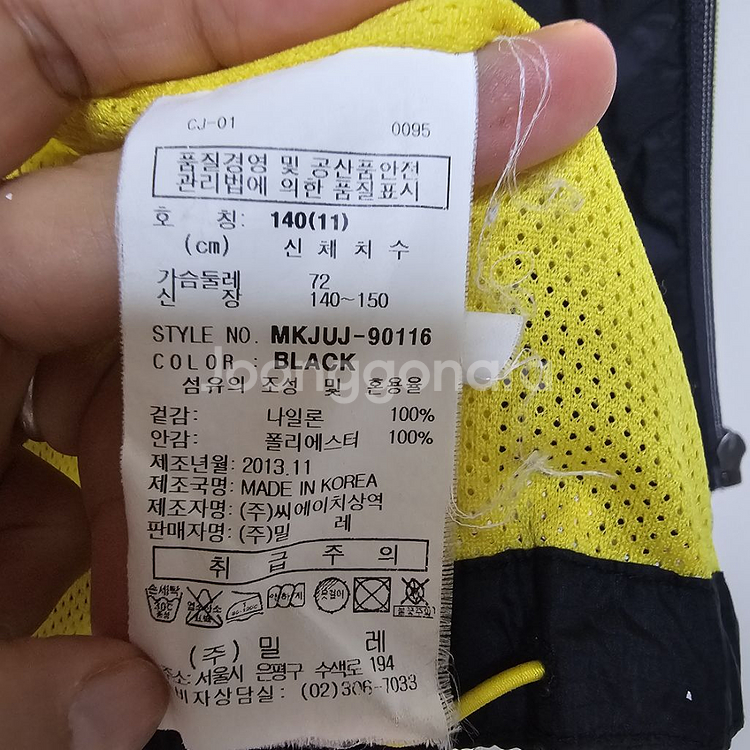 CJ-01 0095
품질경영 및 공산품안전
관리법에 의한 품질표시
호 칭: 140(11)
(cm) 신 체 치 수
가슴둘레 72
신 장 140~150
STYLE NO. MKJUJ-90116
COLOR : BLACK
Joonggonara
섬유의 조성 및 혼용율
겉감: 나일론 100%
안감: 폴리에스터 100%
제조년월: 2013.11
제조국명: MADE IN KOREA
제조자명: (주)씨에이치상역
판매자명: (주)밀 레
취 급 주 의
손세탁
(주) 밀 레
주소: 서울시 은평구 수색로 194
비자상담실: (02)306-7033